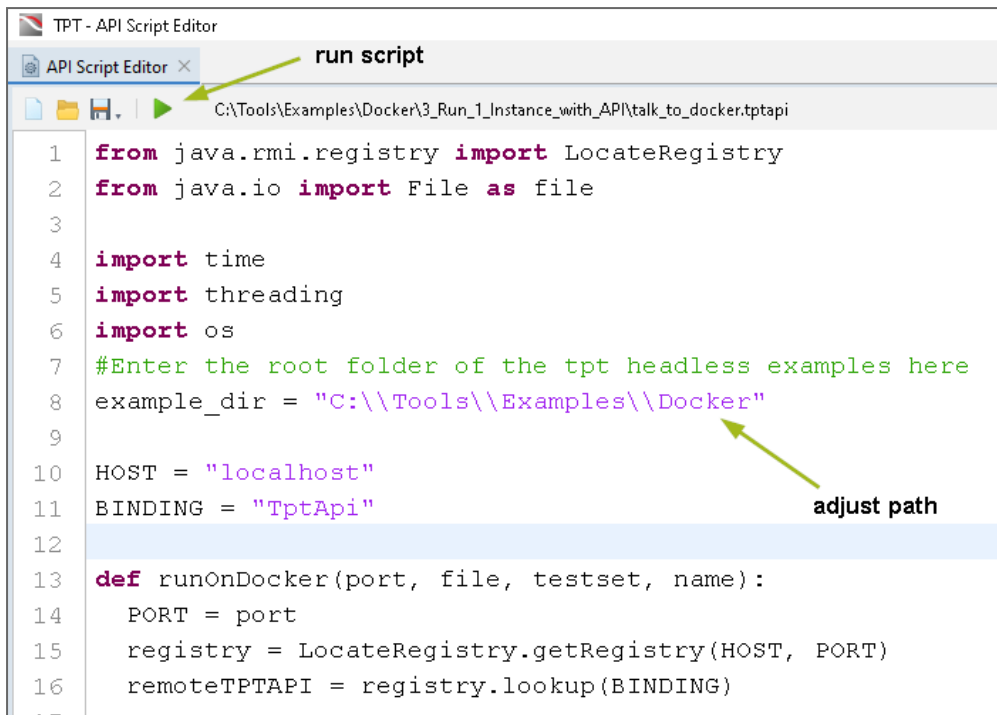 TPT - API Script Editor
API Script Editor
run script
C:\Tools\Examples\Docker\3_Run_1_Instance_with_API\talk_to_docker.tptapi
1 from java.rmi.registry import LocateRegistry
2 from java.io import File as file
3
4 import time
5 import threading
6 import os
7 #Enter the root folder of the tpt headless examples here
8 example_dir = "C:\\Tools\\Examples\\Docker"
9
10 HOST = "localhost"
11 BINDING = "TptApi"
adjust path
12
13 def runOnDocker(port, file, testset, name):
14   PORT = port
15   registry = LocateRegistry.getRegistry(HOST, PORT)
16   remoteTPTAPI = registry.lookup(BINDING)